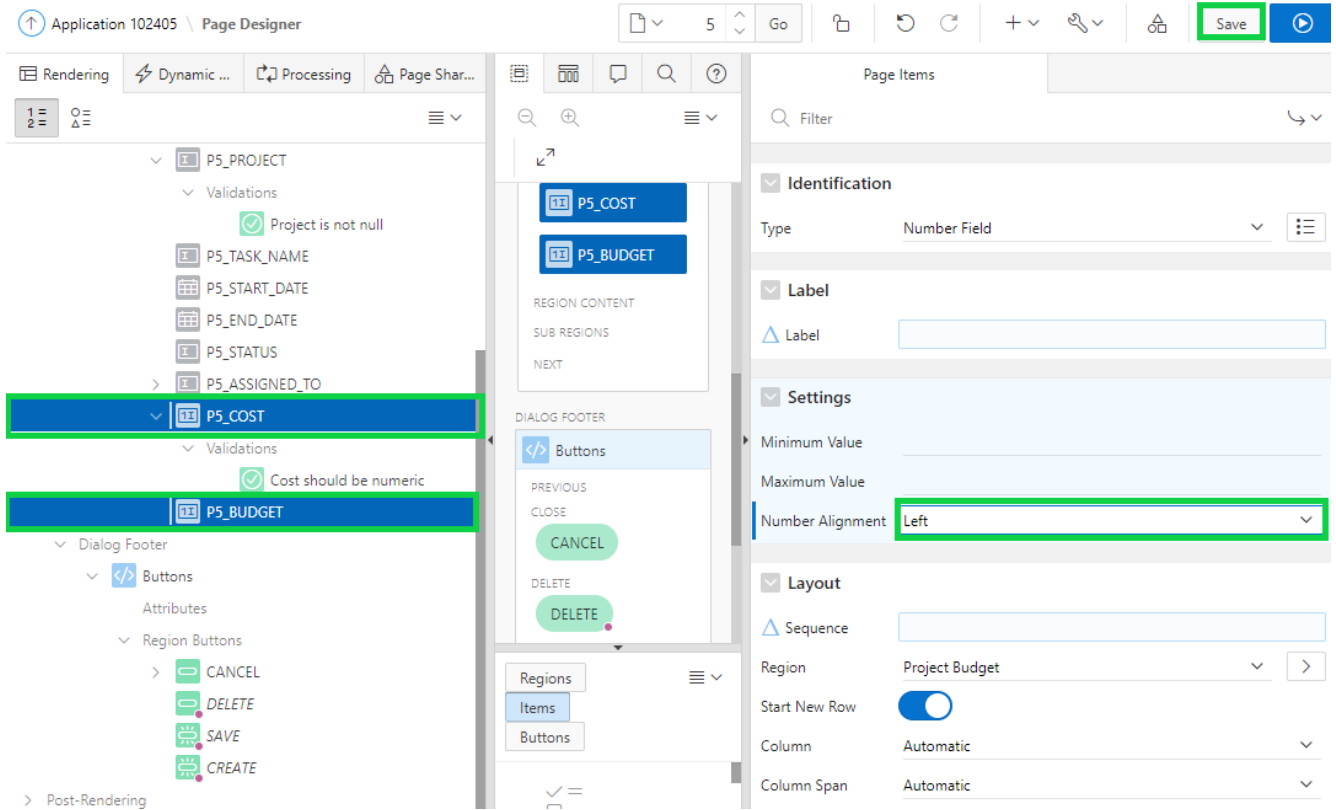 Application 102405 \ Page Designer
5
Go
Save
Rendering
Dynamic ...
Processing
Page Shar...
P5_PROJECT
Validations
Project is not null
P5_TASK_NAME
P5_START_DATE
P5_END_DATE
P5_STATUS
P5_ASSIGNED_TO
P5_COST
Validations
Cost should be numeric
P5_BUDGET
Dialog Footer
Buttons
Attributes
Region Buttons
CANCEL
DELETE
SAVE
CREATE
Post-Rendering
P5_COST
P5_BUDGET
REGION CONTENT
SUB REGIONS
NEXT
DIALOG FOOTER
Buttons
PREVIOUS
CLOSE
CANCEL
DELETE
DELETE
Regions
Items
Buttons
Page Items
Filter
Identification
Type Number Field
Label
Label
Settings
Minimum Value
Maximum Value
Number Alignment Left
Layout
Sequence
Region Project Budget
Start New Row
Column Automatic
Column Span Automatic